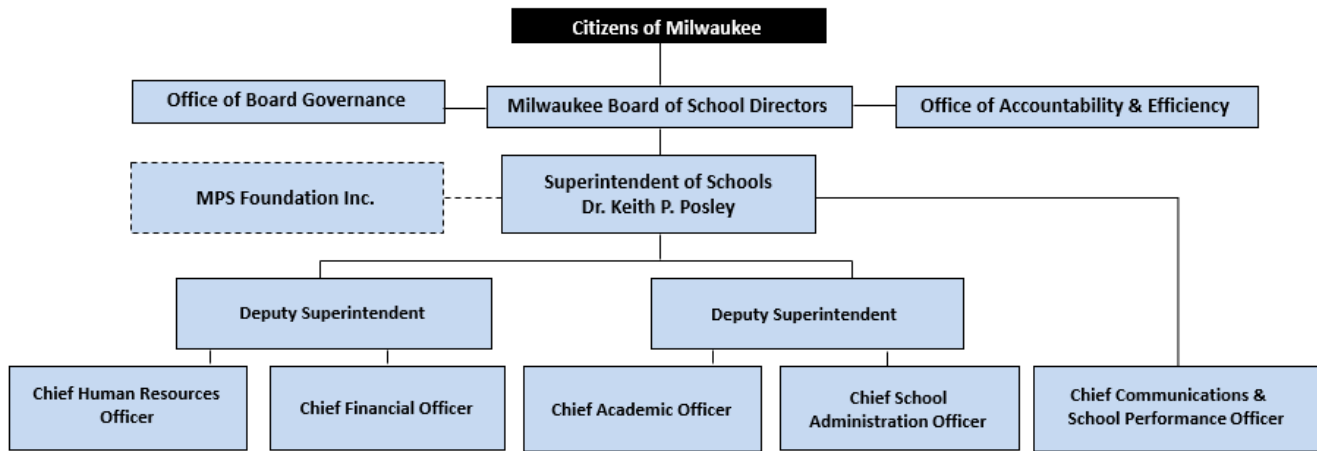 Citizens of Milwaukee
Office of Board Governance
Milwaukee Board of School Directors
Office of Accountability & Efficiency
MPS Foundation Inc.
Superintendent of Schools
Dr. Keith P. Posley
Deputy Superintendent
Deputy Superintendent
Chief Human Resources
Officer
Chief Financial Officer
Chief Academic Officer
Chief School
Administration Officer
Chief Communications &
School Performance Officer